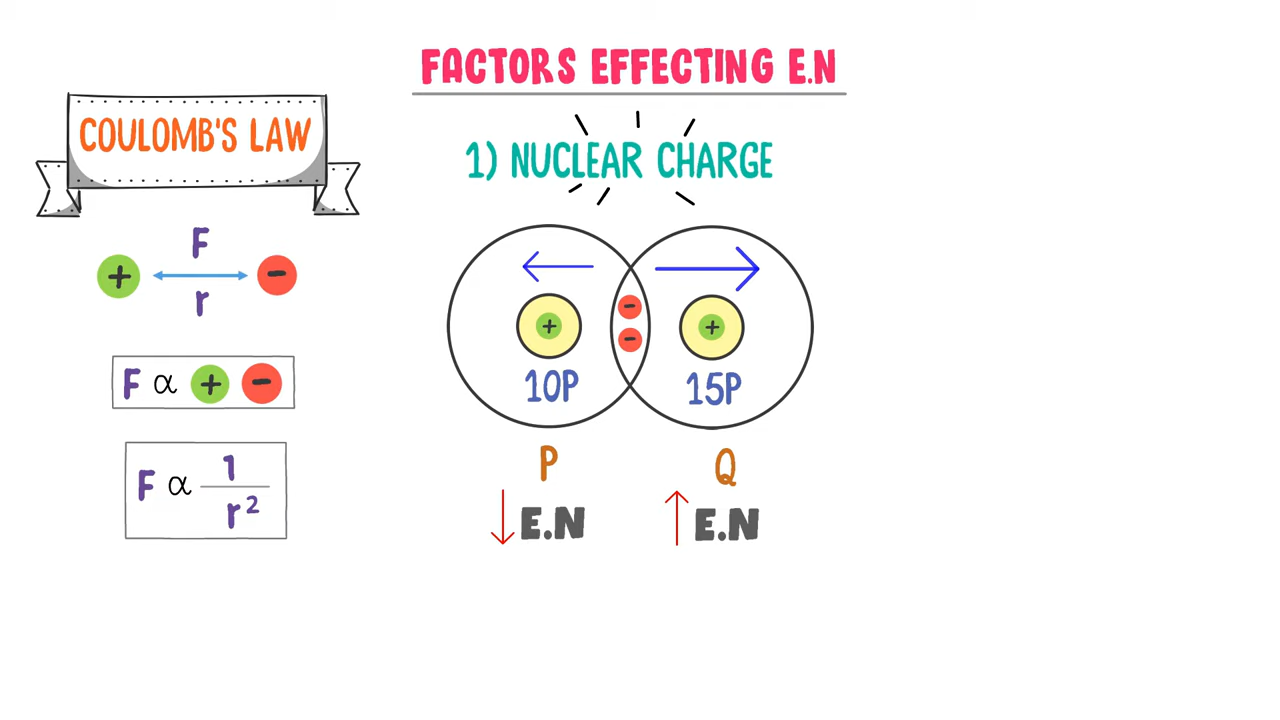 FACTORS EFFECTING E.N
COULOMB'S LAW
1) NUCLEAR CHARGE
F
+ -
r
F ∝ + -
F ∝ 1
r²
-
-
+ +
10P 15P
P Q
↓ E.N ↑ E.N